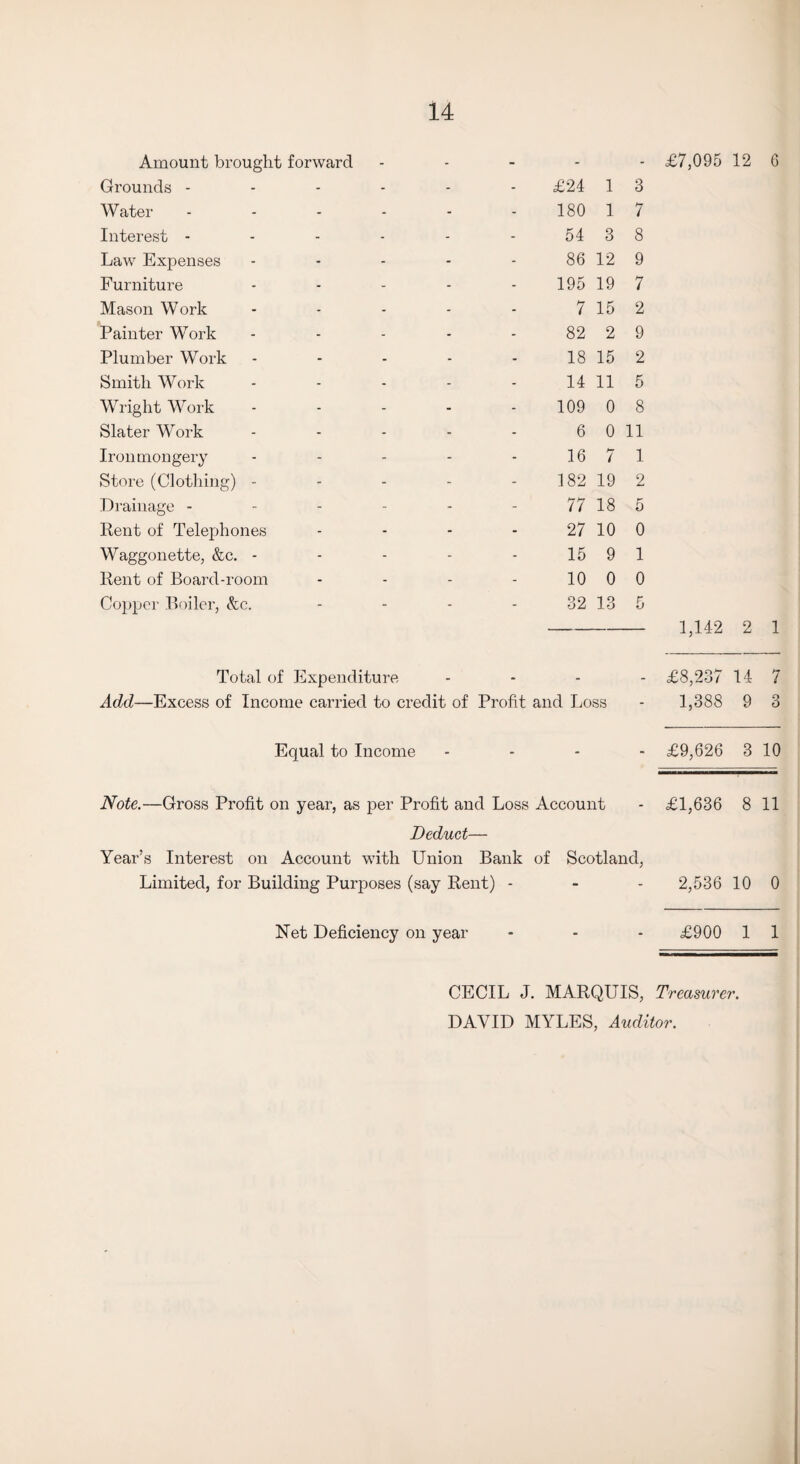 14
Amount brought forward - - - - - £7,095 12 6
Grounds - - - - - - £24 1 3
Water - - - - - - 180 1 7
Interest - - - - - - 54 3 8
Law Expenses - - - - - 86 12 9
Furniture - - - - - 195 19 7
Mason Work - - - - - 7 15 2
Painter Work - - - - - 82 2 9
Plumber Work - - - - - 18 15 2
Smith Work - - - - - 14 11 5
Wright Work - - - - - 109 0 8
Slater Work - - - - - 6 0 11
Ironmongery - - - - - 16 7 1
Store (Clothing) - - - - - 182 19 2
Drainage - - - - - - 77 18 5
Rent of Telephones - - - - 27 10 0
Waggonette, &c. - - - - - 15 9 1
Rent of Board-room - - - - 10 0 0
Copper Boiler, &c. - - - - 32 13 5
1,142 2 1
Total of Expenditure - - - - £8,237 14 7
Add—Excess of Income carried to credit of Profit and Loss - 1,388 9 3
Equal to Income - - - - £9,626 3 10
Note.—Gross Profit on year, as per Profit and Loss Account - £1,636 8 11
Deduct—
Year's Interest on Account with Union Bank of Scotland,
Limited, for Building Purposes (say Rent) - - - 2,536 10 0
Net Deficiency on year - - - £900 1 1
CECIL J. MARQUIS, Treasurer.
DAVID MYLES, Auditor.